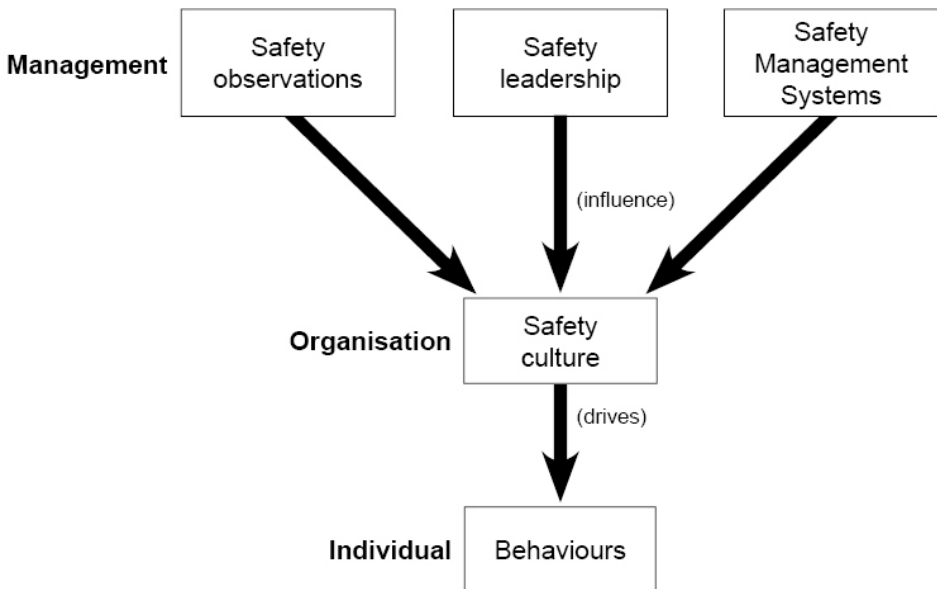 Management
Safety
observations
Safety
leadership
Safety
Management
Systems
(influence)
Organisation
Safety
culture
(drives)
Individual
Behaviours